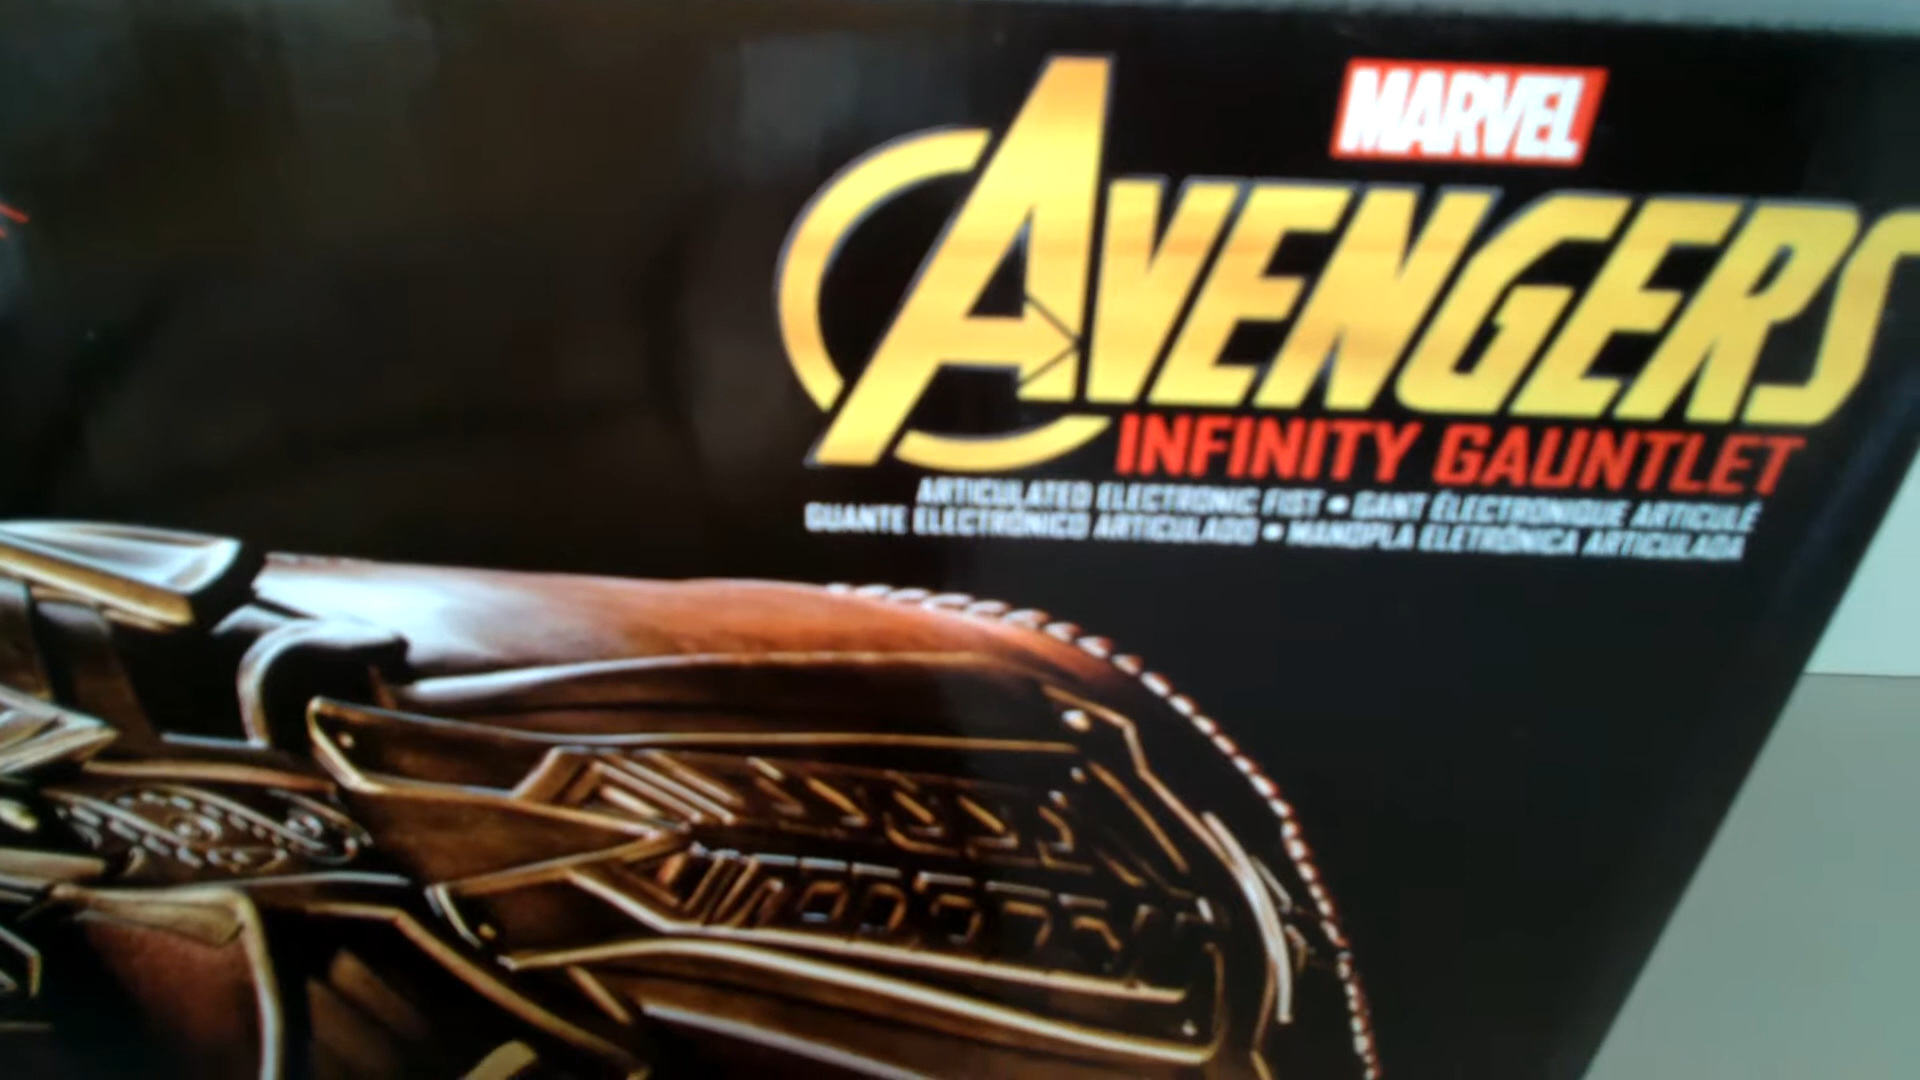 MARVEL
AVENGERS
INFINITY GAUNTLET
ARTICULATED ELECTRONIC FIST • GANT ÉLECTRONIQUE ARTICULÉ
GUANTE ELECTRÓNICO ARTICULADO • MANOPLA ELETRÔNICA ARTICULADA